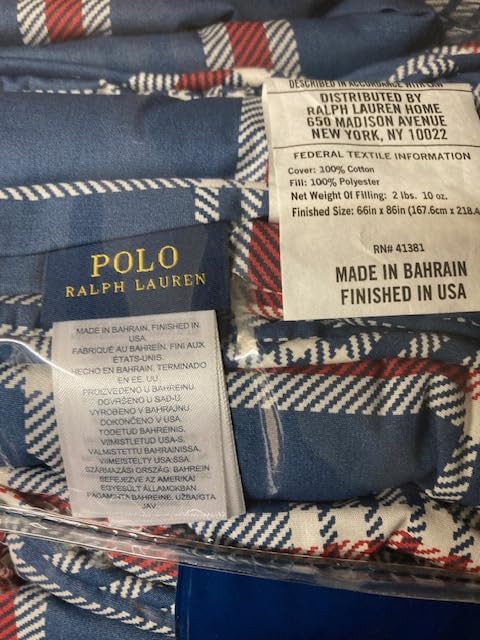 DESCRIBED IN ACCORDANCE WITH LAW
DISTRIBUTED BY
RALPH LAUREN HOME
650 MADISON AVENUE
NEW YORK, NY 10022
FEDERAL TEXTILE INFORMATION
Cover: 100% Cotton
Fill: 100% Polyester
Net Weight Of Filling: 2 lbs. 10 oz.
Finished Size: 66in x 86in (167.6cm x 218.4
RN# 41381
MADE IN BAHRAIN
FINISHED IN USA
POLO
RALPH LAUREN
MADE IN BAHRAIN, FINISHED IN
USA
FABRIQUÉ AU BAHREIN. FINI AUX
ÉTATS-UNIS.
HECHO EN BAHREIN, TERMINADO
EN EE. UU.
PROIZVEDENO U BAHREINU.
DOVRŠENO U SAD-U.
VYROBENO V BAHRAJNU.
DOKONČENO V USA.
TOODETUD BAHREINIS,
VIIMISTLETUD USA-S.
VALMISTETTU BAHRAINISSA,
VIIMEISTELTY USA:SSA.
SZÁRMAZÁSI ORSZÁG: BAHREIN
BEFEJEZVE AZ AMERIKAI
EGYESÜLT ÁLLAMOKBAN
PAGAMINTA BAHREINE, UŽBAIGTA
JAV